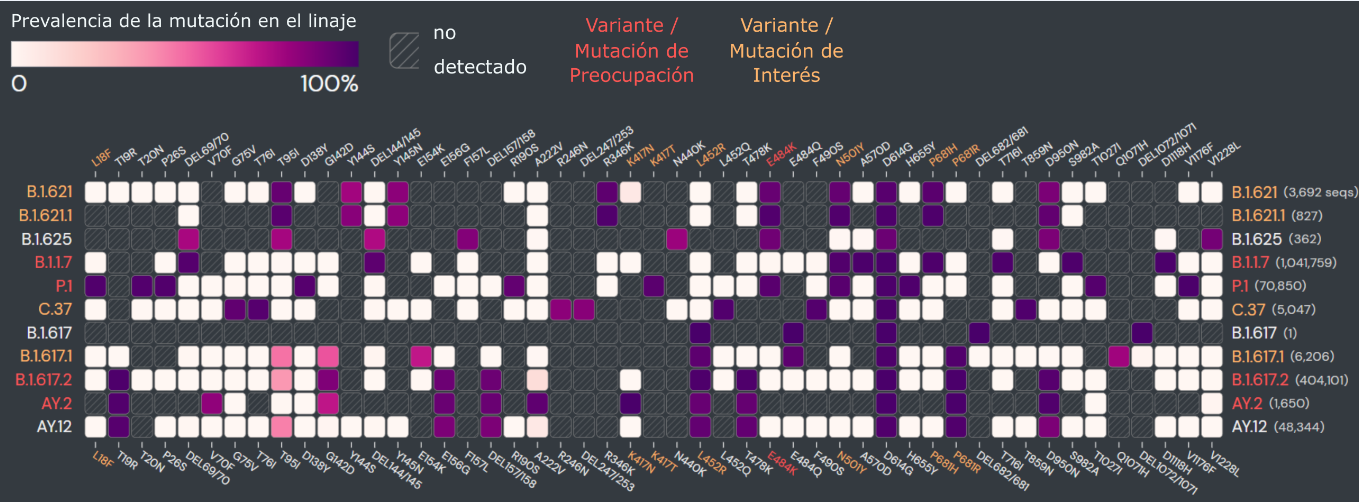 Prevalencia de la mutación en el linaje
0 100%
no
detectado
Variante /
Mutación de
Preocupación
Variante /
Mutación de
Interés
L18F T19R T20N P26S DEL69/70 V70F G75V T76I T95I D138Y G142D Y144S DEL144/145 Y145N E154K E156G F157L DEL157/158 R190S A222V R246N DEL247/253 R346K K417N K417T N440K L452R L452Q T478K E484K E484Q F490S N501Y A570D D614G H655Y P681H P681R DEL682/681 T716I T859N D950N S982A T1027I Q1071H DEL1072/1071 D1118H V1176F V1228L
B.1.621 B.1.621 (3,692 seqs)
B.1.621.1 B.1.621.1 (827)
B.1.625 B.1.625 (362)
B.1.1.7 B.1.1.7 (1,041,759)
P.1 P.1 (70,850)
C.37 C.37 (5,047)
B.1.617 B.1.617 (1)
B.1.617.1 B.1.617.1 (6,206)
B.1.617.2 B.1.617.2 (404,101)
AY.2 AY.2 (1,650)
AY.12 AY.12 (48,344)
L18F T19R T20N P26S DEL69/70 V70F G75V T76I T95I D138Y G142D Y144S DEL144/145 Y145N E154K E156G F157L DEL157/158 R190S A222V R246N DEL247/253 R346K K417N K417T N440K L452R L452Q T478K E484K E484Q F490S N501Y A570D D614G H655Y P681H P681R DEL682/681 T716I T859N D950N S982A T1027I Q1071H DEL1072/1071 D1118H V1176F V1228L